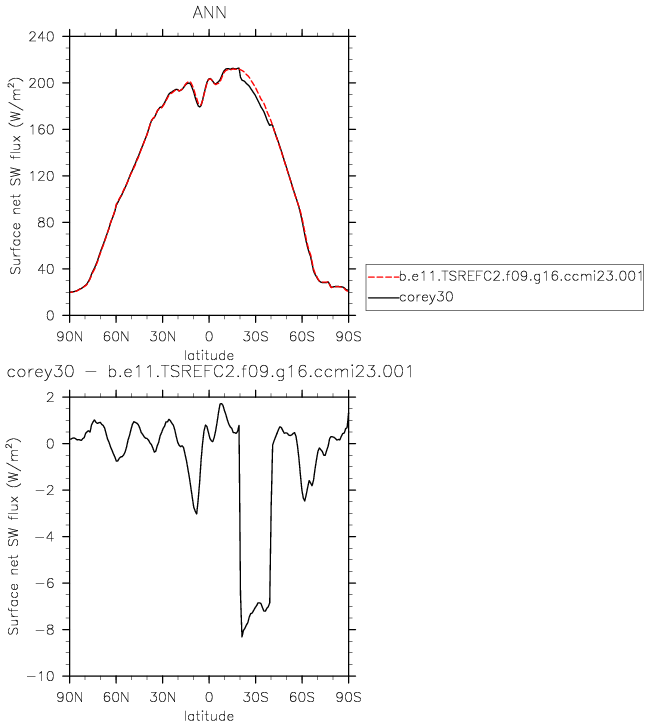 ANN
Surface net SW flux (W/m²)
240
200
160
120
80
40
0
90N 60N 30N 0 30S 60S 90S
latitude
b.e11.TSREFC2.f09.g16.ccmi23.001
corey30
corey30 − b.e11.TSREFC2.f09.g16.ccmi23.001
Surface net SW flux (W/m²)
2
0
−2
−4
−6
−8
−10
90N 60N 30N 0 30S 60S 90S
latitude